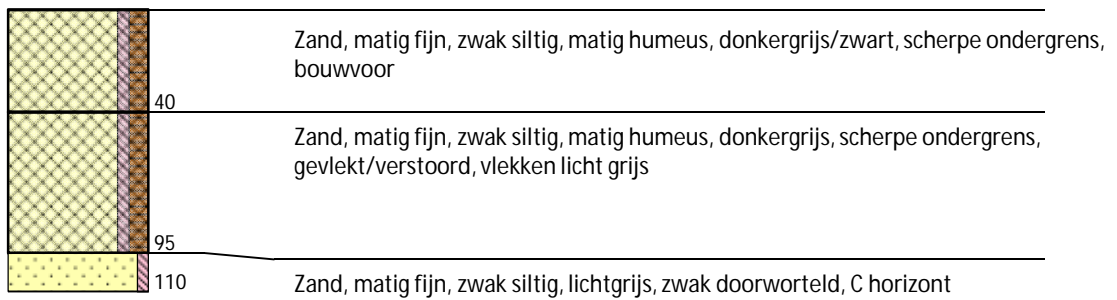 Zand, matig fijn, zwak siltig, matig humeus, donkergrijs/zwart, scherpe ondergrens,
bouwvoor
40
Zand, matig fijn, zwak siltig, matig humeus, donkergrijs, scherpe ondergrens,
gevlekt/verstoord, vlekken licht grijs
95
110
Zand, matig fijn, zwak siltig, lichtgrijs, zwak doorworteld, C horizont